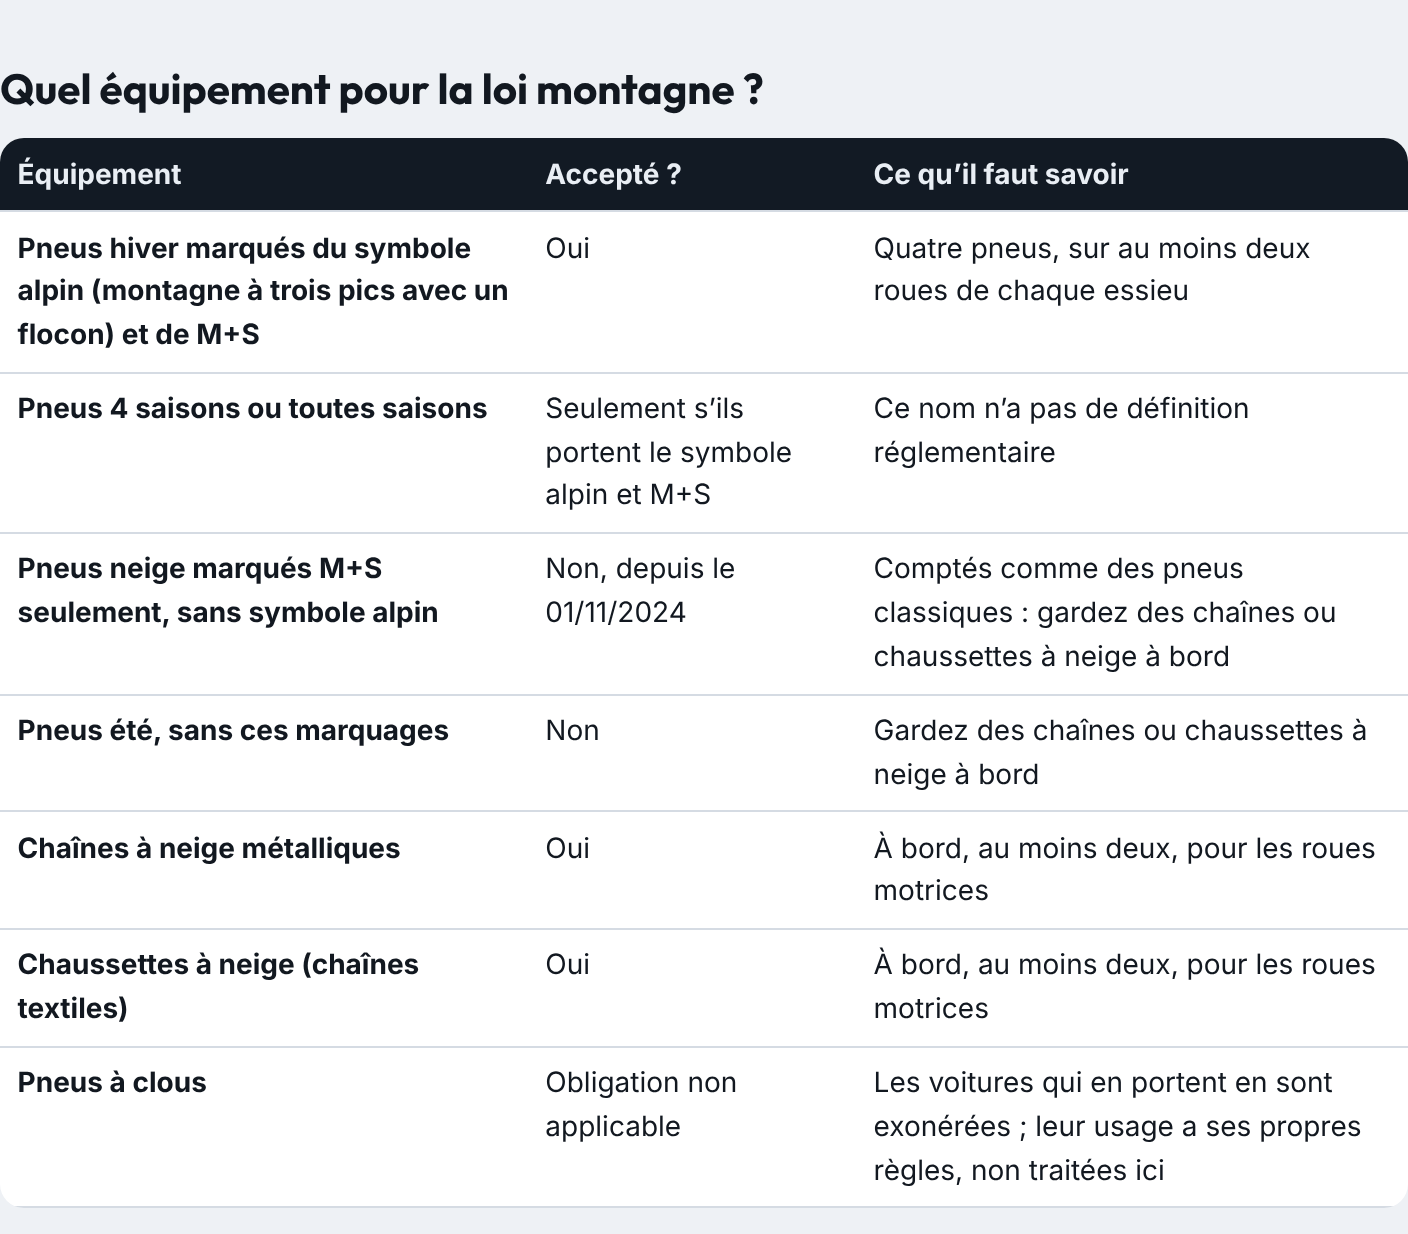 Quel équipement pour la loi montagne ?
Équipement
Accepté ?
Ce qu’il faut savoir
Pneus hiver marqués du symbole
alpin (montagne à trois pics avec un
flocon) et de M+S
Oui
Quatre pneus, sur au moins deux
roues de chaque essieu
Pneus 4 saisons ou toutes saisons
Seulement s’ils
portent le symbole
alpin et M+S
Ce nom n’a pas de définition
réglementaire
Pneus neige marqués M+S
seulement, sans symbole alpin
Non, depuis le
01/11/2024
Comptés comme des pneus
classiques : gardez des chaînes ou
chaussettes à neige à bord
Pneus été, sans ces marquages
Non
Gardez des chaînes ou chaussettes à
neige à bord
Chaînes à neige métalliques
Oui
À bord, au moins deux, pour les roues
motrices
Chaussettes à neige (chaînes
textiles)
Oui
À bord, au moins deux, pour les roues
motrices
Pneus à clous
Obligation non
applicable
Les voitures qui en portent en sont
exonérées ; leur usage a ses propres
règles, non traitées ici